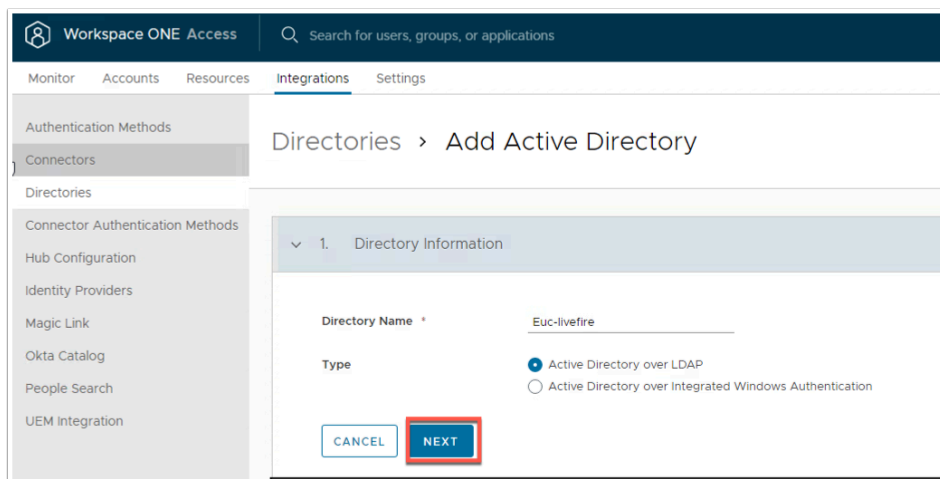 Workspace ONE Access
Search for users, groups, or applications
Monitor Accounts Resources Integrations Settings
Authentication Methods
Connectors
Directories
Connector Authentication Methods
Hub Configuration
Identity Providers
Magic Link
Okta Catalog
People Search
UEM Integration
Directories > Add Active Directory
1. Directory Information
Directory Name * Euc-livefire
Type Active Directory over LDAP
Active Directory over Integrated Windows Authentication
CANCEL NEXT